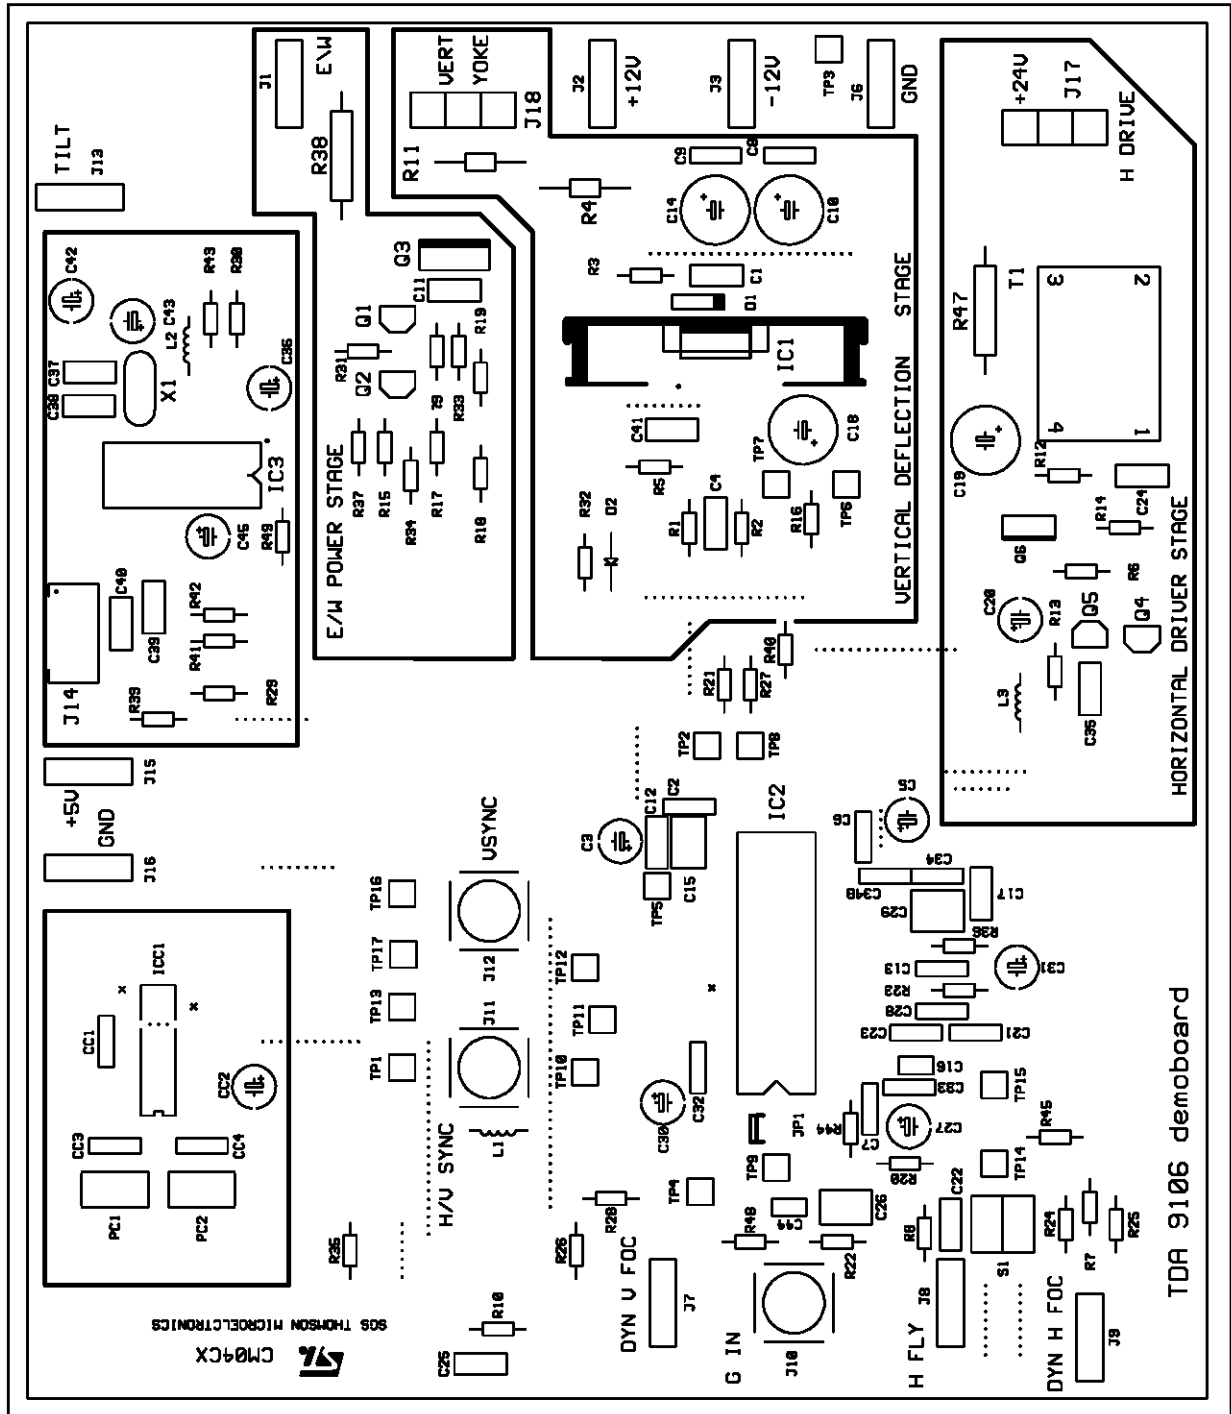 J1
E\W
VERT
YOKE
J18
J2
+12V
J3
-12V
TP3
J6
GND
+24V
J17
H DRIVE
TILT
J13
R38
R11
C9
C8
R4
C14
C10
C42
R43
R30
Q3
R3
C1
C11
D1
T1
3
2
4
1
R47
C43
L2
C37
C38
X1
C36
Q1
R31
Q2
R19
R9
R33
IC1
STAGE
VERTICAL DEFLECTION
IC3
C41
TP7
C18
C19
R12
R37
R15
R34
R17
R18
R5
R32
D2
R1
C4
R2
R16
TP6
C24
R14
C45
R49
E/W POWER STAGE
Q6
R6
C40
C39
R42
R41
R29
J14
R39
C20
R13
Q5
Q4
R40
R21
R27
L3
C35
HORIZONTAL DRIVER STAGE
TP2
TP8
J15
+5V
GND
J16
C12
C2
IC2
C5
C6
C3
VSYNC
C34
C34B
C17
TP5
C15
C29
TP16
ICC1
TP17
J12
TP12
R36
C13
C31
R23
C28
CC1
TP13
J11
TP11
C23
C21
TP1
TP10
CC2
C16
C33
TP15
C32
C30
JP1
R44
C7
C27
R45
CC3
CC4
H/V SYNC
L1
TP9
R20
TP14
TDA 9106 demoboard
PC1
PC2
TP4
R28
C44
C26
C22
R48
R22
R8
S1
R24
R7
R25
R35
R26
DYN V FOC
J7
G IN
J10
H FLY
J8
DYN H FOC
J9
SGS THOMSON MICROELCTRONICS
CM04CX
R10
C25